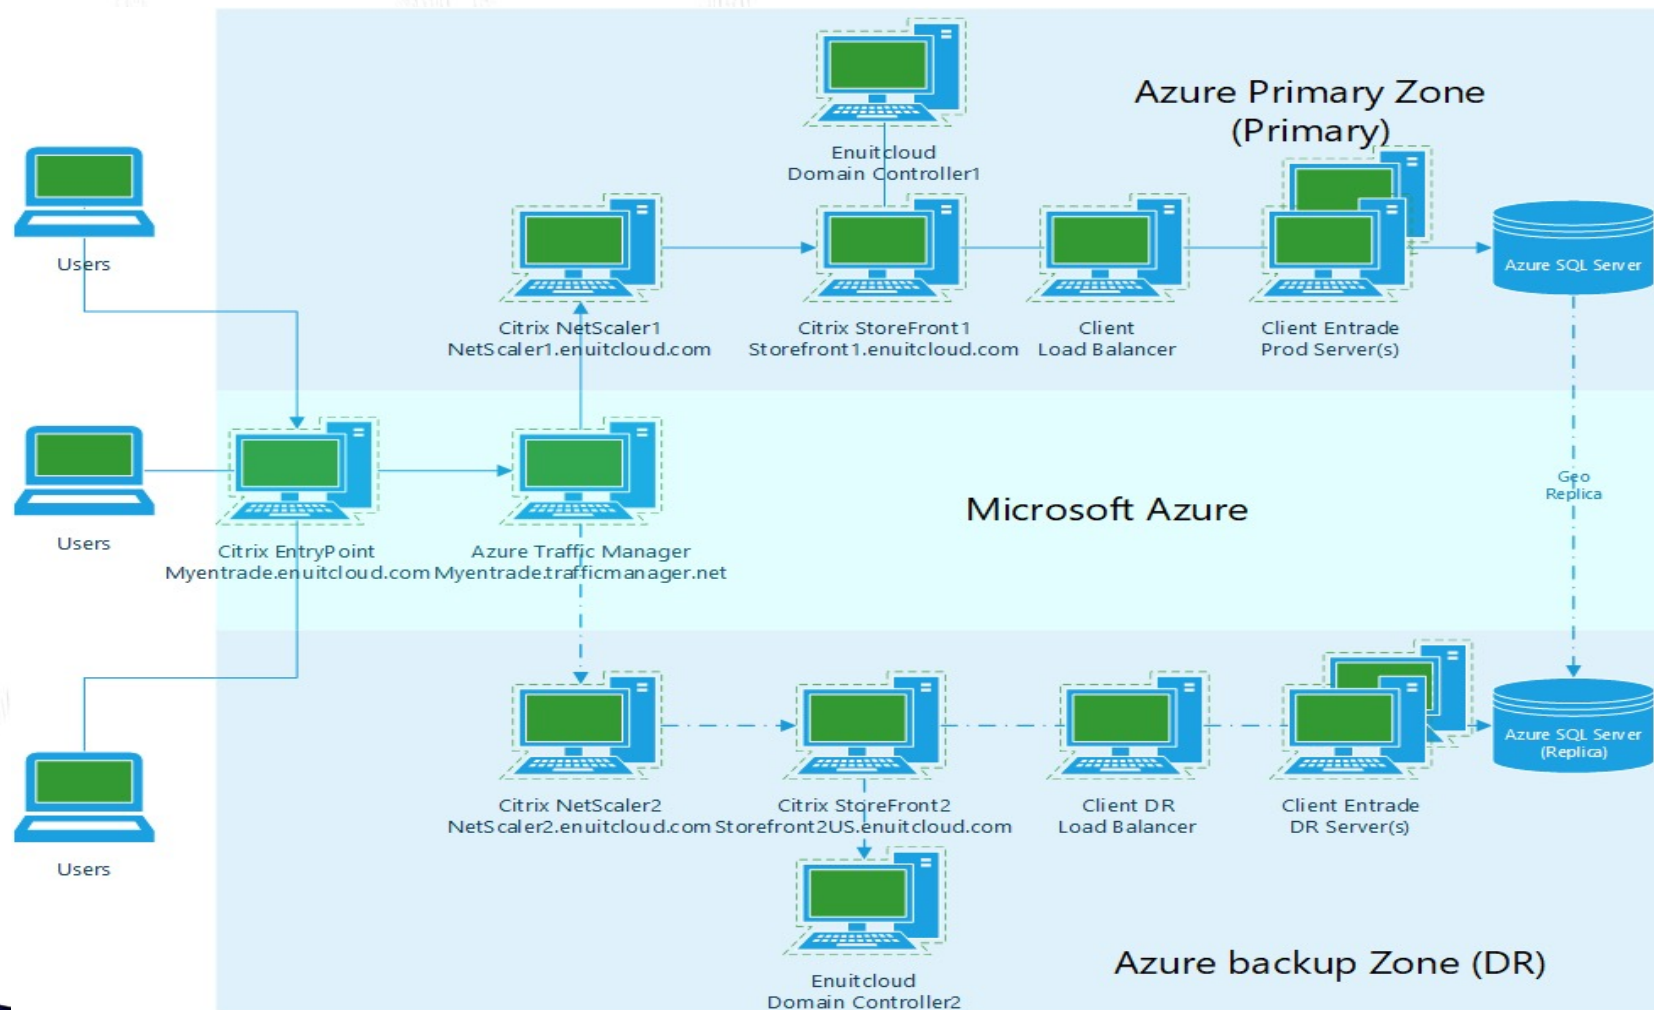 Azure Primary Zone
(Primary)
Enuitcloud
Domain Controller1
Users
Citrix NetScaler1
NetScaler1.enuitcloud.com
Citrix StoreFront1
Storefront1.enuitcloud.com
Client
Load Balancer
Client Entrade
Prod Server(s)
Azure SQL Server
Users
Citrix EntryPoint
Myentrade.enuitcloud.com
Azure Traffic Manager
Myentrade.trafficmanager.net
Microsoft Azure
Geo
Replica
Users
Citrix NetScaler2
NetScaler2.enuitcloud.com
Citrix StoreFront2
Storefront2US.enuitcloud.com
Client DR
Load Balancer
Client Entrade
DR Server(s)
Azure SQL Server
(Replica)
Enuitcloud
Domain Controller2
Azure backup Zone (DR)